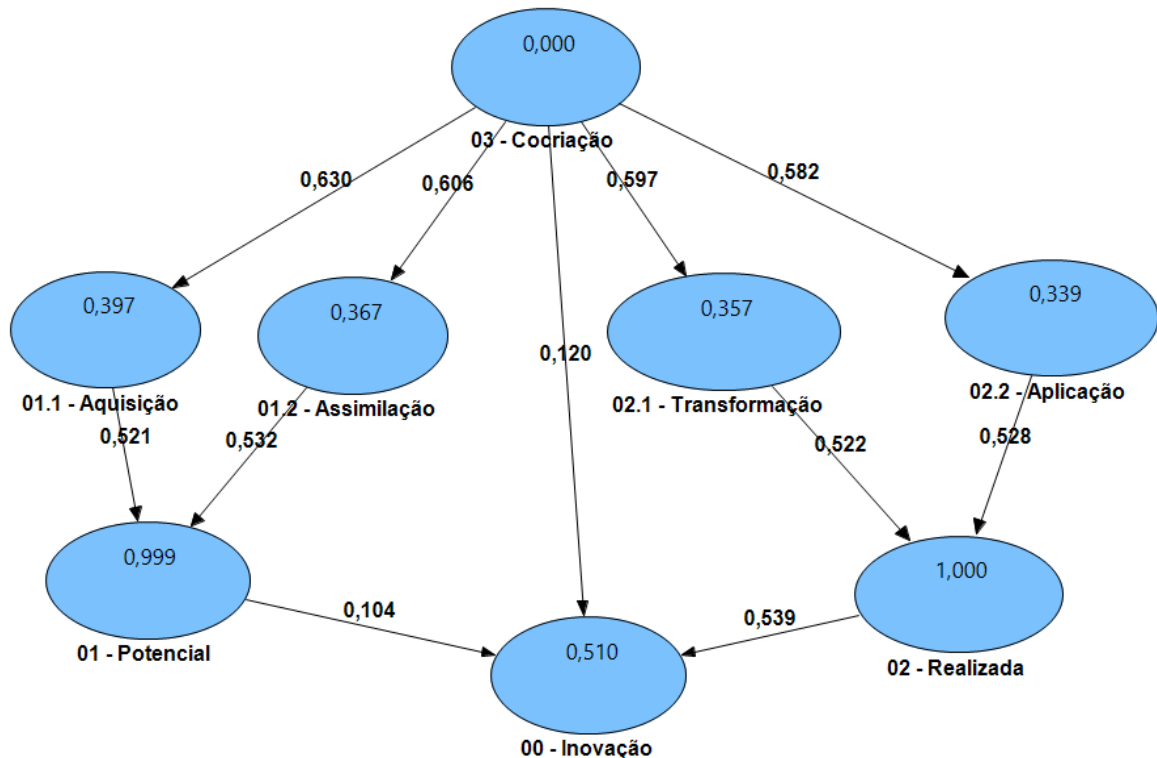 0,000
03 - Cocriação
0,630
0,606
0,597
0,582
0,397
0,367
0,357
0,339
0,120
01.1 - Aquisição
01.2 - Assimilação
02.1 - Transformação
02.2 - Aplicação
0,521
0,532
0,522
0,528
0,999
1,000
0,104
0,539
01 - Potencial
0,510
02 - Realizada
00 - Inovação